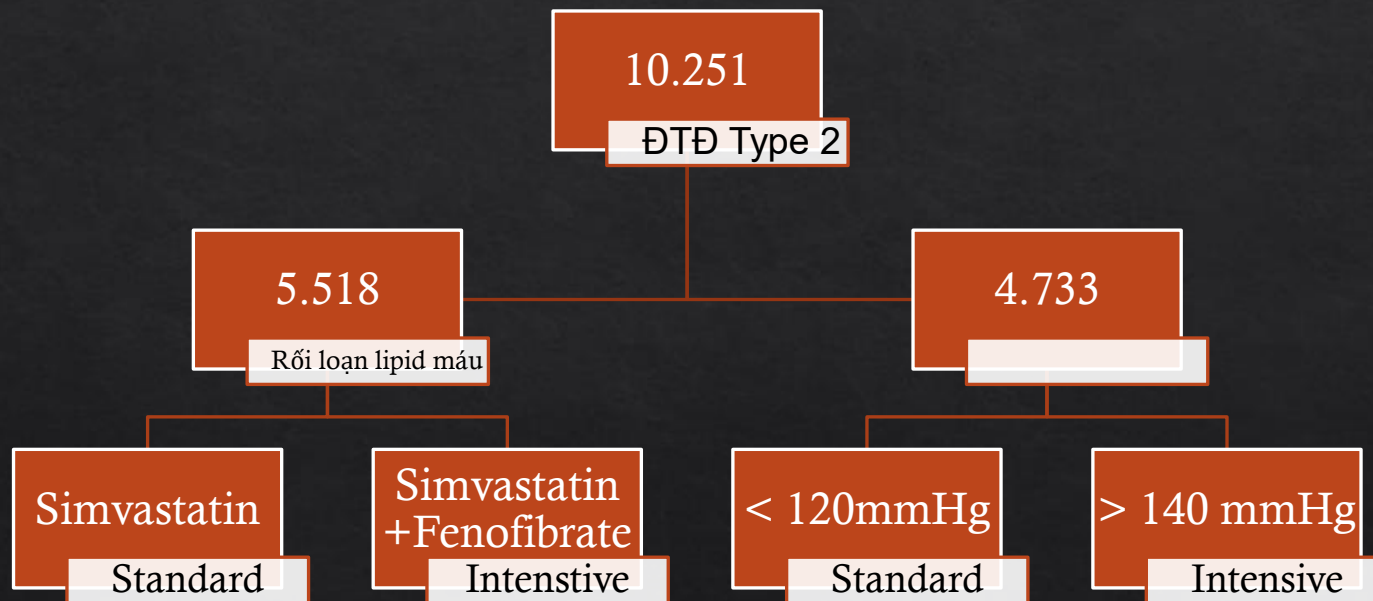 10.251
ĐTĐ Type 2
5.518
Rối loạn lipid máu
4.733
Simvastatin
Standard
Simvastatin
+Fenofibrate
Intenstive
< 120mmHg
Standard
> 140 mmHg
Intensive